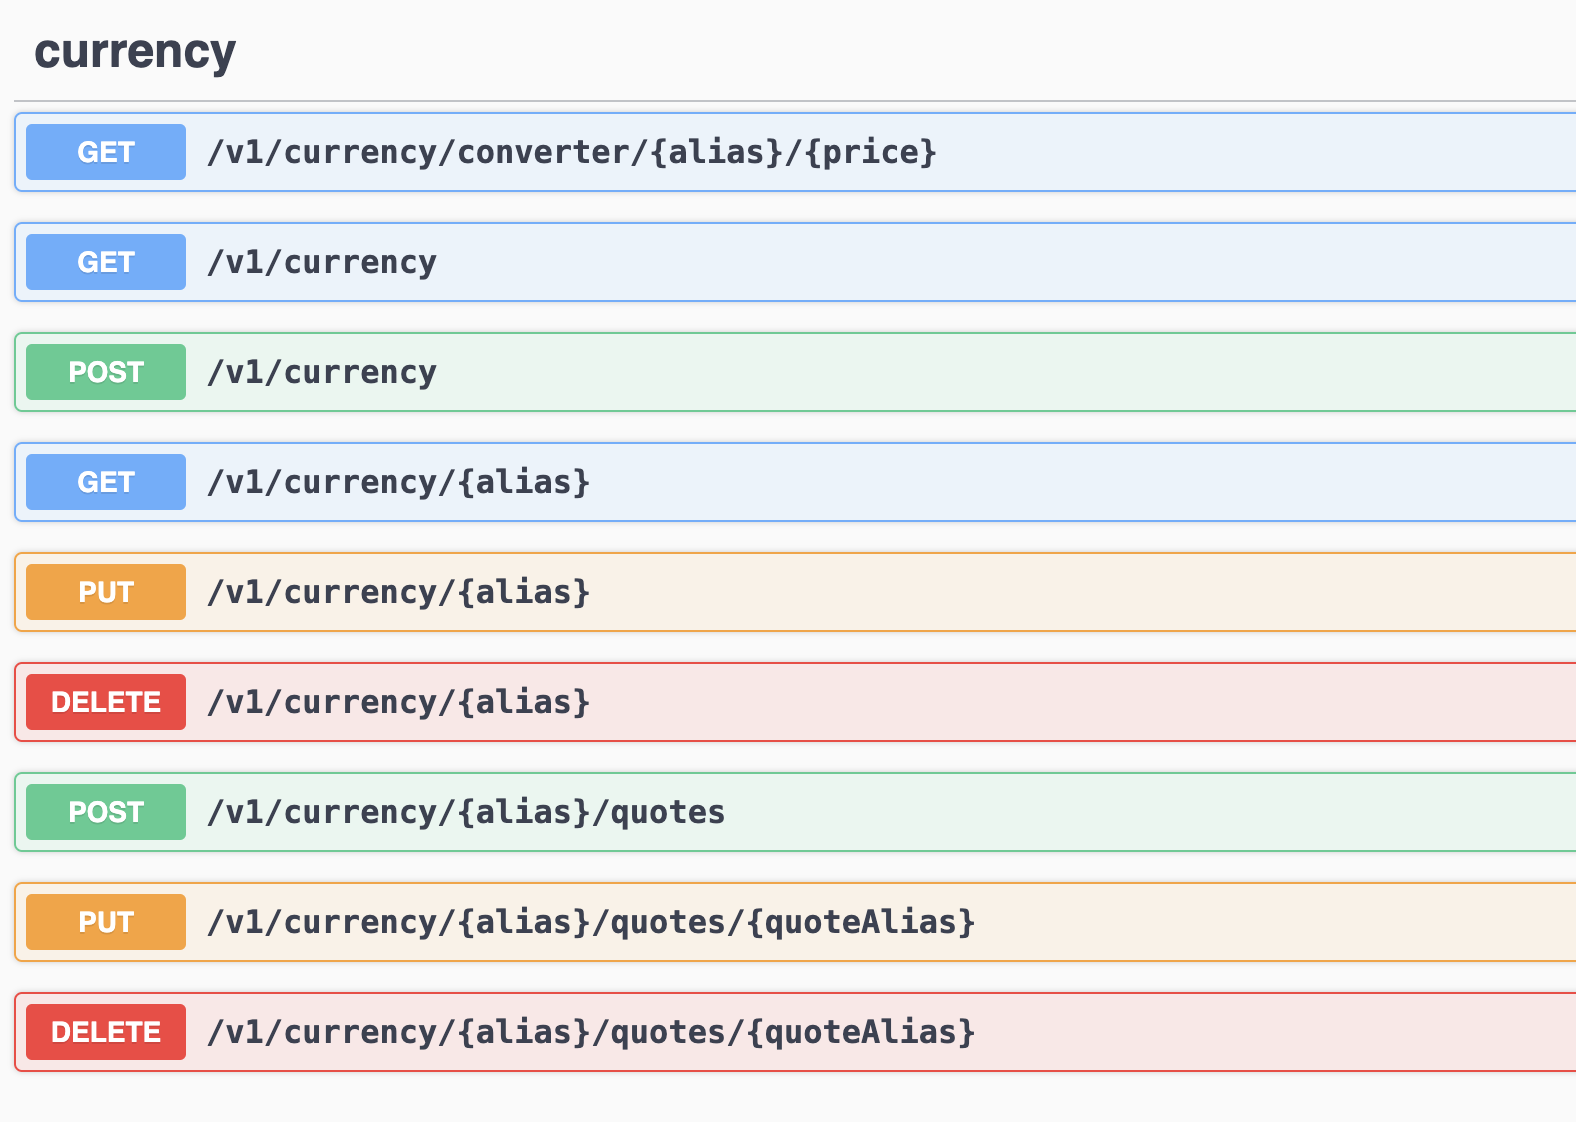 currency
GET /v1/currency/converter/{alias}/{price}
GET /v1/currency
POST /v1/currency
GET /v1/currency/{alias}
PUT /v1/currency/{alias}
DELETE /v1/currency/{alias}
POST /v1/currency/{alias}/quotes
PUT /v1/currency/{alias}/quotes/{quoteAlias}
DELETE /v1/currency/{alias}/quotes/{quoteAlias}